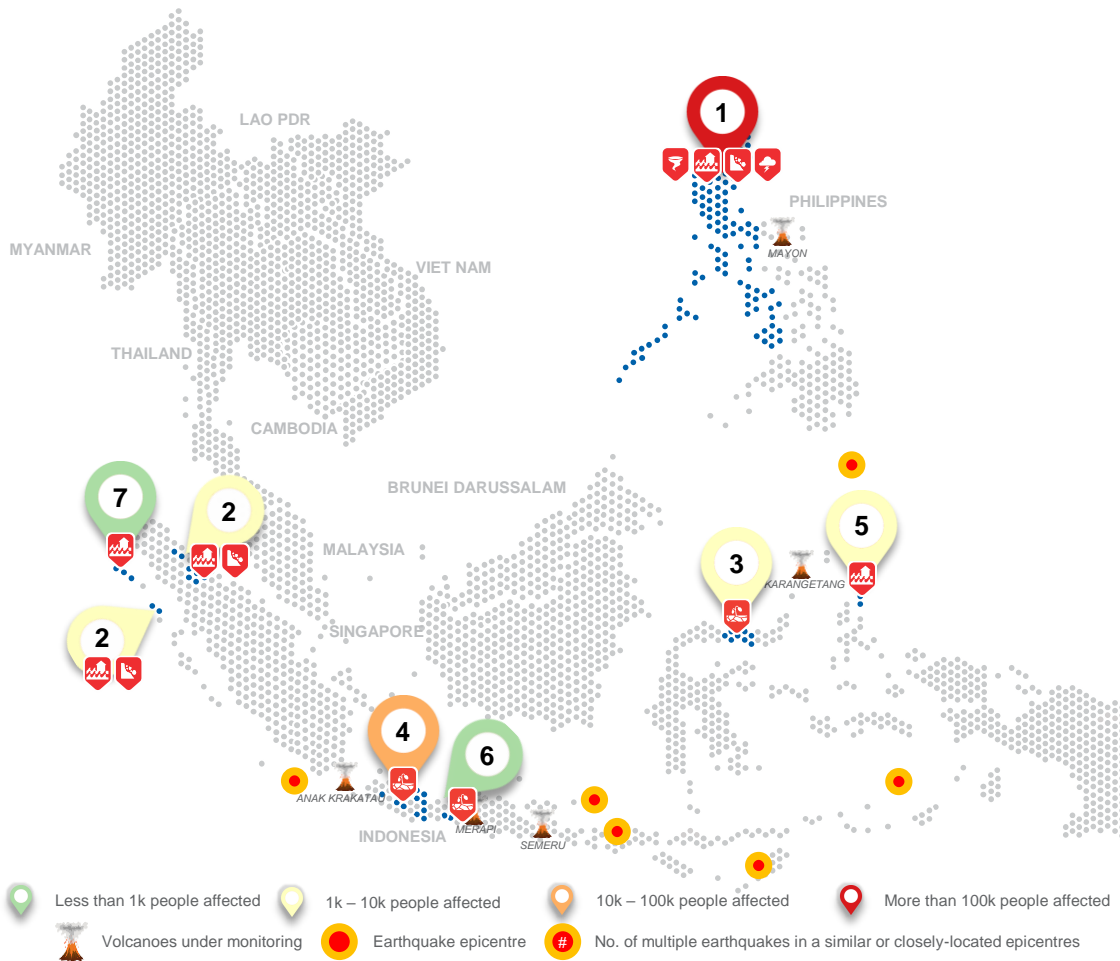 1
LAO PDR
PHILIPPINES
MYANMAR
MAYON
VIET NAM
THAILAND
CAMBODIA
BRUNEI DARUSSALAM
7
2
5
MALAYSIA
3
KARANGETANG
SINGAPORE
2
4
6
ANAK KRAKATAU
INDONESIA
MERAPI
SEMERU
Less than 1k people affected
1k – 10k people affected
10k – 100k people affected
More than 100k people affected
Volcanoes under monitoring
Earthquake epicentre
#
No. of multiple earthquakes in a similar or closely-located epicentres